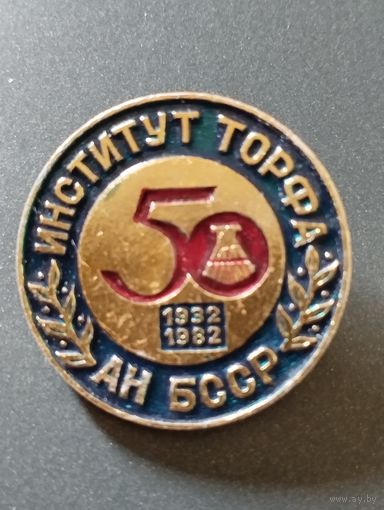 ИНСТИТУТ ТОРФА
50
1932
1982
АН БССР
www.ay.by